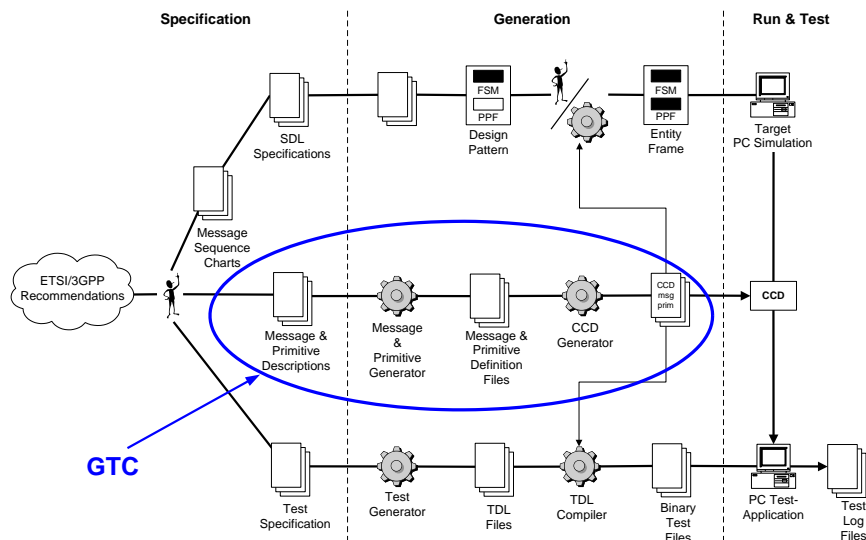 Specification
Generation
Run & Test
FSM
PPF
Design
Pattern
FSM
PPF
Entity
Frame
Target
PC Simulation
SDL
Specifications
Message
Sequence
Charts
ETSI/3GPP
Recommendations
Message &
Primitive
Descriptions
Message
&
Primitive
Generator
Message
& Primitive
Definition
Files
CCD
Generator
CCD
msg
prim
CCD
GTC
Test
Specification
Test
Generator
TDL
Files
TDL
Compiler
Binary
Test
Files
PC Test-
Application
Test
Log
Files